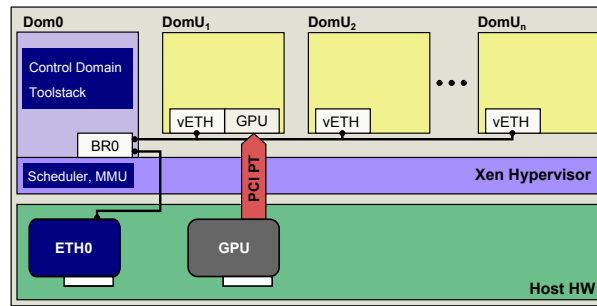 Dom0
DomU1
DomU2
DomUn
Control Domain
Toolstack
vETH
GPU
vETH
vETH
BR0
Scheduler, MMU
Xen Hypervisor
PCI PT
ETH0
GPU
Host HW